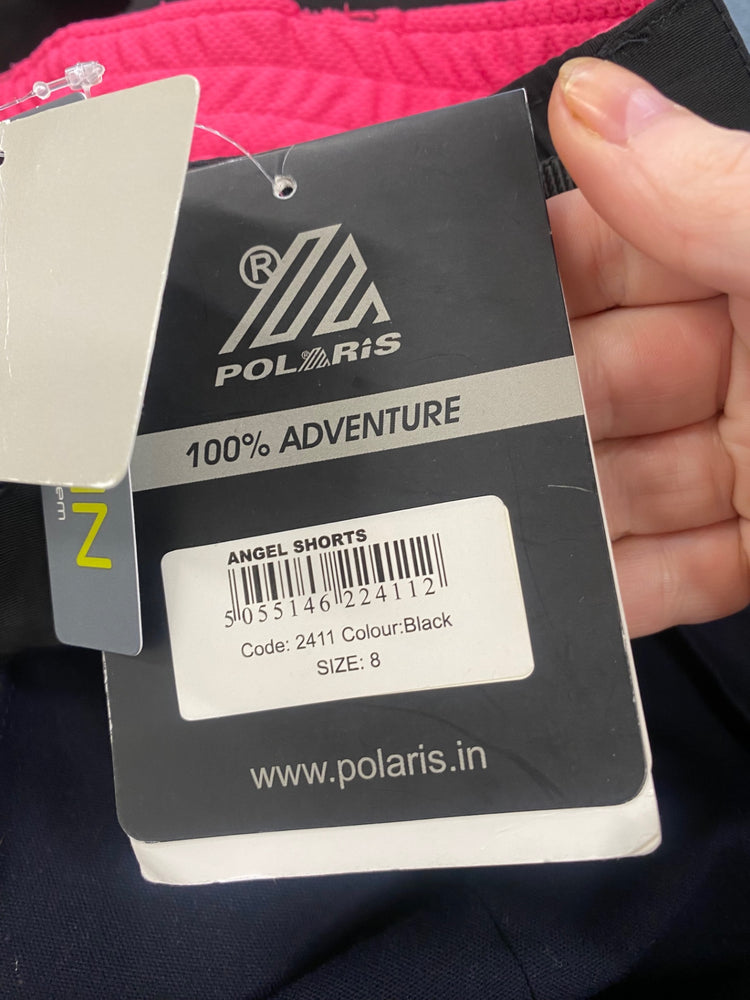 ®
POLARiS
100% ADVENTURE
ANGEL SHORTS
5 055146 224112
Code: 2411 Colour:Black
SIZE: 8
www.polaris.in